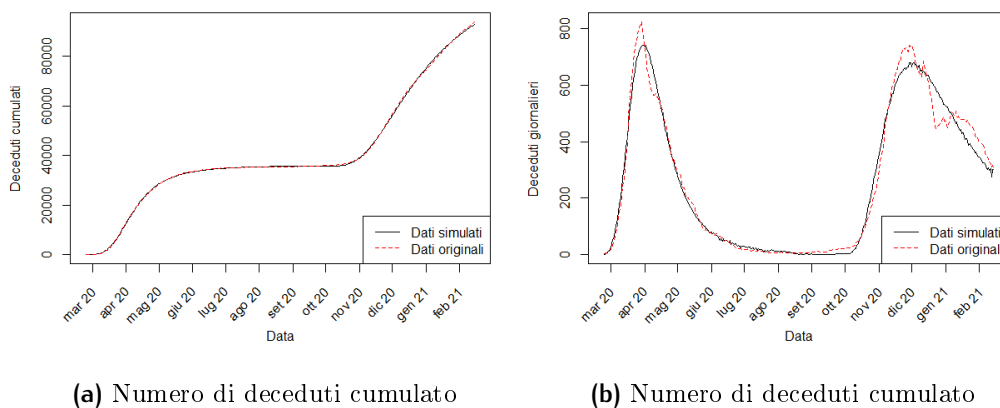 Deceduti cumulati
0
20000
40000
60000
80000
mar 20
apr 20
mag 20
giu 20
lug 20
ago 20
set 20
ott 20
nov 20
dic 20
gen 21
feb 21
Data
Dati simulati
Dati originali
(a) Numero di deceduti cumulato
Deceduti giornalieri
0
200
400
600
800
mar 20
apr 20
mag 20
giu 20
lug 20
ago 20
set 20
ott 20
nov 20
dic 20
gen 21
feb 21
Data
Dati simulati
Dati originali
(b) Numero di deceduti cumulato